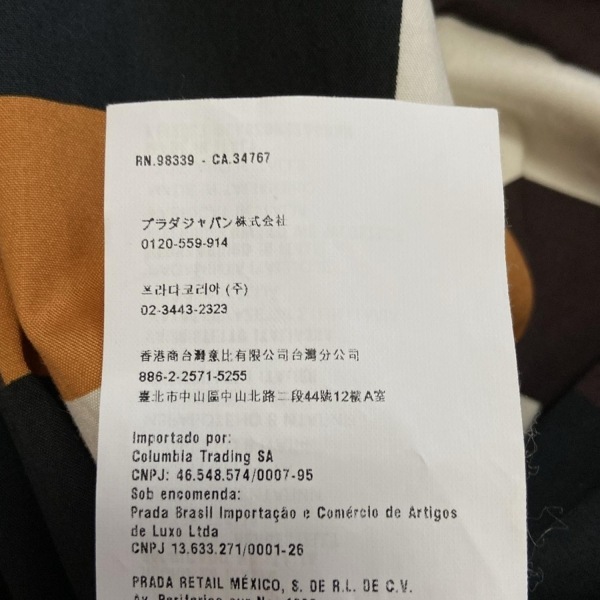 RN.98339 - CA.34767
プラダジャパン株式会社
0120-559-914
프라다코리아 (주)
02-3443-2323
香港商台灣意比有限公司台灣分公司
886-2-2571-5255
臺北市中山區中山北路二段44號12樓A室
Importado por:
Columbia Trading SA
CNPJ: 46.548.574/0007-95
Sob encomenda:
Prada Brasil Importação e Comércio de Artigos
de Luxo Ltda
CNPJ 13.633.271/0001-26
PRADA RETAIL MÉXICO, S. DE R.L. DE C.V.
Av. Periferico sur